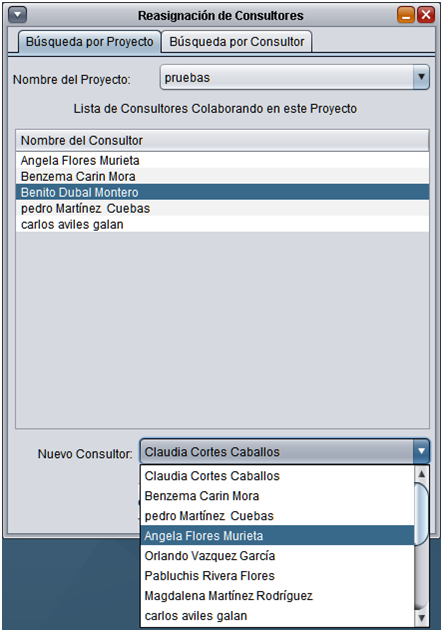 Reasignación de Consultores
Búsqueda por Proyecto Búsqueda por Consultor
Nombre del Proyecto: pruebas
Lista de Consultores Colaborando en este Proyecto
Nombre del Consultor
Angela Flores Murieta
Benzema Carin Mora
Benito Dubal Montero
pedro Martínez Cuebas
carlos aviles galan
Nuevo Consultor: Claudia Cortes Caballos
Claudia Cortes Caballos
Benzema Carin Mora
pedro Martínez Cuebas
Angela Flores Murieta
Orlando Vazquez García
Pabluchis Rivera Flores
Magdalena Martínez Rodríguez
carlos aviles galan